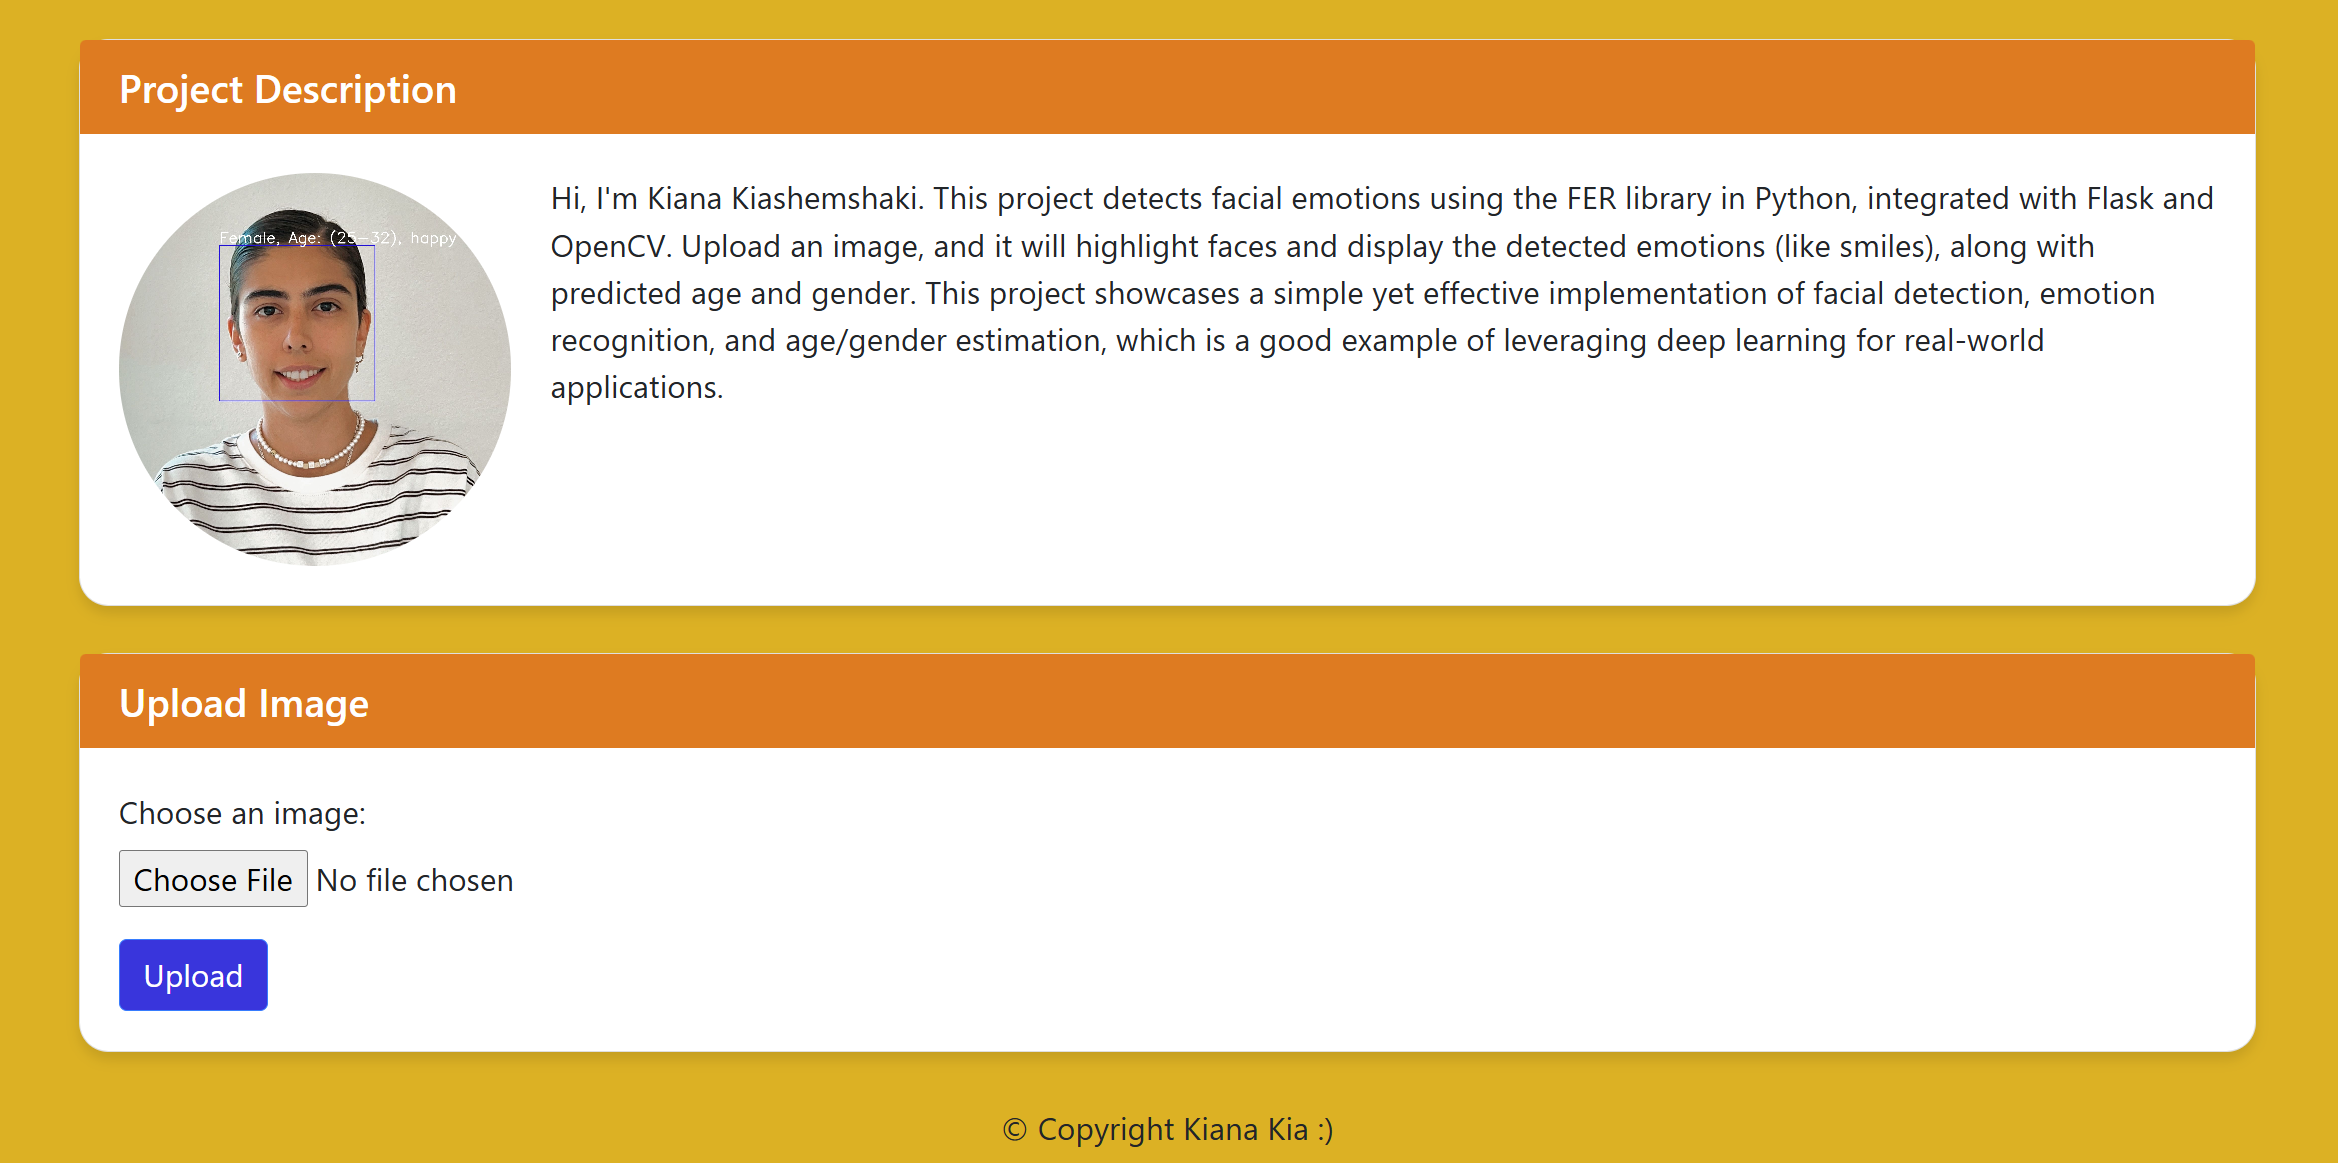 Project Description
Female, Age: (25-32), happy
Hi, I'm Kiana Kiashemshaki. This project detects facial emotions using the FER library in Python, integrated with Flask and
OpenCV. Upload an image, and it will highlight faces and display the detected emotions (like smiles), along with
predicted age and gender. This project showcases a simple yet effective implementation of facial detection, emotion
recognition, and age/gender estimation, which is a good example of leveraging deep learning for real-world
applications.
Upload Image
Choose an image:
Choose File No file chosen
Upload
© Copyright Kiana Kia :)